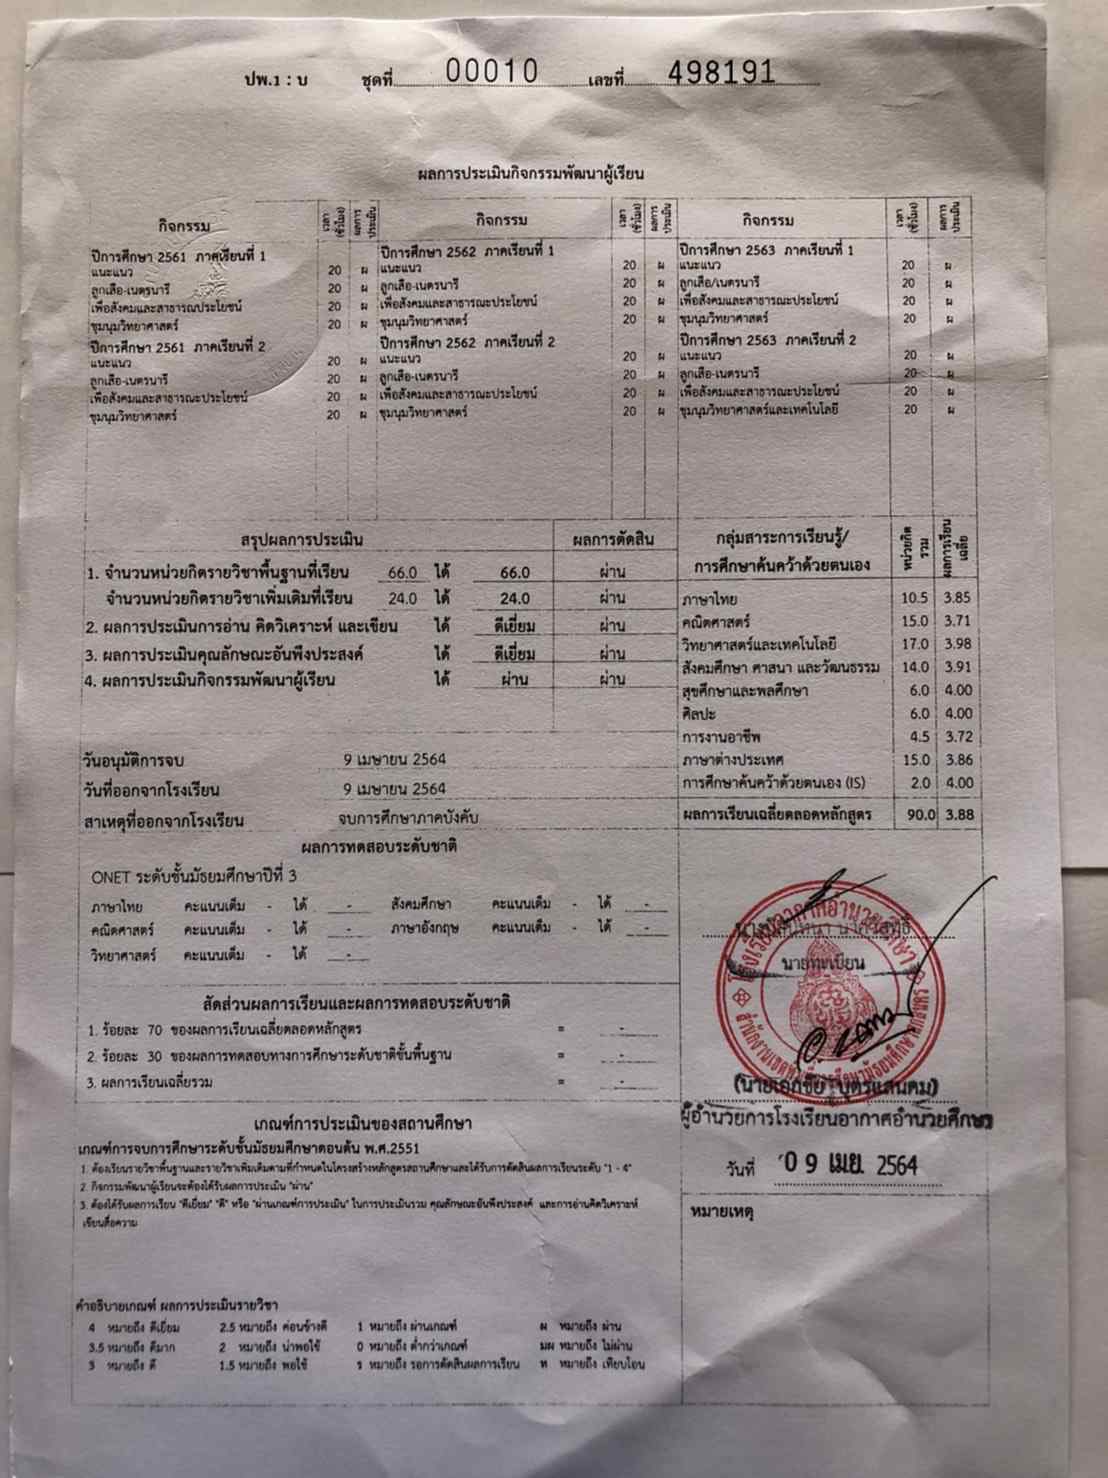 ปพ.1 : บ ชุดที่ 00010 เลขที่ 498191
ผลการประเมินกิจกรรมพัฒนาผู้เรียน
กิจกรรม เวลา (ชั่วโมง) ผลการประเมิน กิจกรรม เวลา (ชั่วโมง) ผลการประเมิน กิจกรรม เวลา (ชั่วโมง) ผลการประเมิน
ปีการศึกษา 2561 ภาคเรียนที่ 1
แนะแนว 20 ผ
ลูกเสือ-เนตรนารี 20 ผ
เพื่อสังคมและสาธารณะประโยชน์ 20 ผ
ชุมนุมวิทยาศาสตร์ 20 ผ
ปีการศึกษา 2561 ภาคเรียนที่ 2
แนะแนว 20 ผ
ลูกเสือ-เนตรนารี 20 ผ
เพื่อสังคมและสาธารณะประโยชน์ 20 ผ
ชุมนุมวิทยาศาสตร์ 20 ผ
ปีการศึกษา 2562 ภาคเรียนที่ 1
แนะแนว 20 ผ
ลูกเสือ-เนตรนารี 20 ผ
เพื่อสังคมและสาธารณะประโยชน์ 20 ผ
ชุมนุมวิทยาศาสตร์ 20 ผ
ปีการศึกษา 2562 ภาคเรียนที่ 2
แนะแนว 20 ผ
ลูกเสือ-เนตรนารี 20 ผ
เพื่อสังคมและสาธารณะประโยชน์ 20 ผ
ชุมนุมวิทยาศาสตร์ 20 ผ
ปีการศึกษา 2563 ภาคเรียนที่ 1
แนะแนว 20 ผ
ลูกเสือ/เนตรนารี 20 ผ
เพื่อสังคมและสาธารณะประโยชน์ 20 ผ
ชุมนุมวิทยาศาสตร์ 20 ผ
ปีการศึกษา 2563 ภาคเรียนที่ 2
แนะแนว 20 ผ
ลูกเสือ-เนตรนารี 20 ผ
เพื่อสังคมและสาธารณะประโยชน์ 20 ผ
ชุมนุมวิทยาศาสตร์และเทคโนโลยี 20 ผ
สรุปผลการประเมิน ผลการตัดสิน
1. จำนวนหน่วยกิตรายวิชาพื้นฐานที่เรียน 66.0 ได้ 66.0 ผ่าน
จำนวนหน่วยกิตรายวิชาเพิ่มเติมที่เรียน 24.0 ได้ 24.0 ผ่าน
2. ผลการประเมินการอ่าน คิดวิเคราะห์ และเขียน ได้ ดีเยี่ยม ผ่าน
3. ผลการประเมินคุณลักษณะอันพึงประสงค์ ได้ ดีเยี่ยม ผ่าน
4. ผลการประเมินกิจกรรมพัฒนาผู้เรียน ได้ ผ่าน ผ่าน
วันอนุมัติการจบ 9 เมษายน 2564
วันที่ออกจากโรงเรียน 9 เมษายน 2564
สาเหตุที่ออกจากโรงเรียน จบการศึกษาภาคบังคับ
กลุ่มสาระการเรียนรู้/
การศึกษาค้นคว้าด้วยตนเอง หน่วยกิตรวม ผลการเรียนเฉลี่ย
ภาษาไทย 10.5 3.85
คณิตศาสตร์ 15.0 3.71
วิทยาศาสตร์และเทคโนโลยี 17.0 3.98
สังคมศึกษา ศาสนา และวัฒนธรรม 14.0 3.91
สุขศึกษาและพลศึกษา 6.0 4.00
ศิลปะ 6.0 4.00
การงานอาชีพ 4.5 3.72
ภาษาต่างประเทศ 15.0 3.86
การศึกษาค้นคว้าด้วยตนเอง (IS) 2.0 4.00
ผลการเรียนเฉลี่ยตลอดหลักสูตร 90.0 3.88
ผลการทดสอบระดับชาติ
ONET ระดับชั้นมัธยมศึกษาปีที่ 3
ภาษาไทย คะแนนเต็ม - ได้ - สังคมศึกษา คะแนนเต็ม - ได้ -
คณิตศาสตร์ คะแนนเต็ม - ได้ - ภาษาอังกฤษ คะแนนเต็ม - ได้ -
วิทยาศาสตร์ คะแนนเต็ม - ได้ -
สัดส่วนผลการเรียนและผลการทดสอบระดับชาติ
1. ร้อยละ 70 ของผลการเรียนเฉลี่ยตลอดหลักสูตร = -
2. ร้อยละ 30 ของผลการทดสอบทางการศึกษาระดับชาติขั้นพื้นฐาน = -
3. ผลการเรียนเฉลี่ยรวม = -
นายทะเบียน
(นายเอกชัย บุตรแสนคม)
ผู้อำนวยการโรงเรียนอากาศอำนวยศึกษา
วันที่ 09 เมย. 2564
หมายเหตุ
เกณฑ์การประเมินของสถานศึกษา
เกณฑ์การจบการศึกษาระดับชั้นมัธยมศึกษาตอนต้น พ.ศ.2551
1. ต้องเรียนรายวิชาพื้นฐานและรายวิชาเพิ่มเติมตามที่กำหนดในโครงสร้างหลักสูตรสถานศึกษาและได้รับการตัดสินผลการเรียนระดับ "1 - 4"
2. กิจกรรมพัฒนาผู้เรียนจะต้องได้รับผลการประเมิน "ผ่าน"
3. ต้องได้รับผลการเรียน "ดีเยี่ยม" "ดี" หรือ "ผ่านเกณฑ์การประเมิน" ในการประเมินรวม คุณลักษณะอันพึงประสงค์ และการอ่านคิดวิเคราะห์
เขียนสื่อความ
คำอธิบายเกณฑ์ ผลการประเมินรายวิชา
4 หมายถึง ดีเยี่ยม 2.5 หมายถึง ค่อนข้างดี 1 หมายถึง ผ่านเกณฑ์ ผ หมายถึง ผ่าน
3.5 หมายถึง ดีมาก 2 หมายถึง น่าพอใช้ 0 หมายถึง ต่ำกว่าเกณฑ์ มผ หมายถึง ไม่ผ่าน
3 หมายถึง ดี 1.5 หมายถึง พอใช้ ร หมายถึง รอการตัดสินผลการเรียน ท หมายถึง เทียบโอน